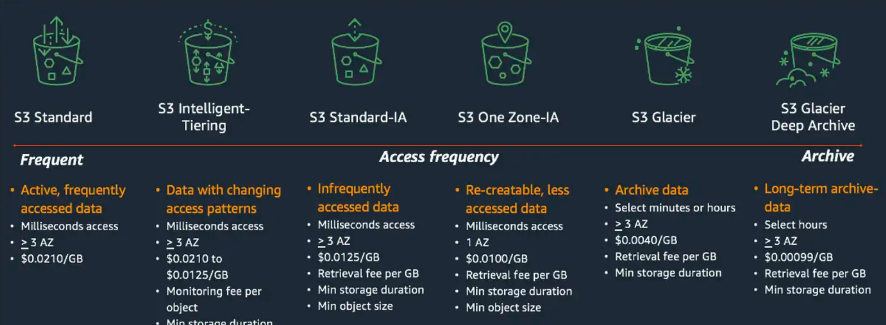 S3 Standard
S3 Intelligent-
Tiering
S3 Standard-IA
S3 One Zone-IA
S3 Glacier
S3 Glacier
Deep Archive
Frequent
Access frequency
Archive
• Active, frequently
accessed data
• Milliseconds access
• ≥ 3 AZ
• $0.0210/GB
• Data with changing
access patterns
• Milliseconds access
• ≥ 3 AZ
• $0.0210 to
$0.0125/GB
• Monitoring fee per
object
• Min storage duration
• Infrequently
accessed data
• Milliseconds access
• ≥ 3 AZ
• $0.0125/GB
• Retrieval fee per GB
• Min storage duration
• Min object size
• Re-creatable, less
accessed data
• Milliseconds access
• 1 AZ
• $0.0100/GB
• Retrieval fee per GB
• Min storage duration
• Min object size
• Archive data
• Select minutes or hours
• ≥ 3 AZ
• $0.0040/GB
• Retrieval fee per GB
• Min storage duration
• Long-term archive-
data
• Select hours
• ≥ 3 AZ
• $0.00099/GB
• Retrieval fee per GB
• Min storage duration